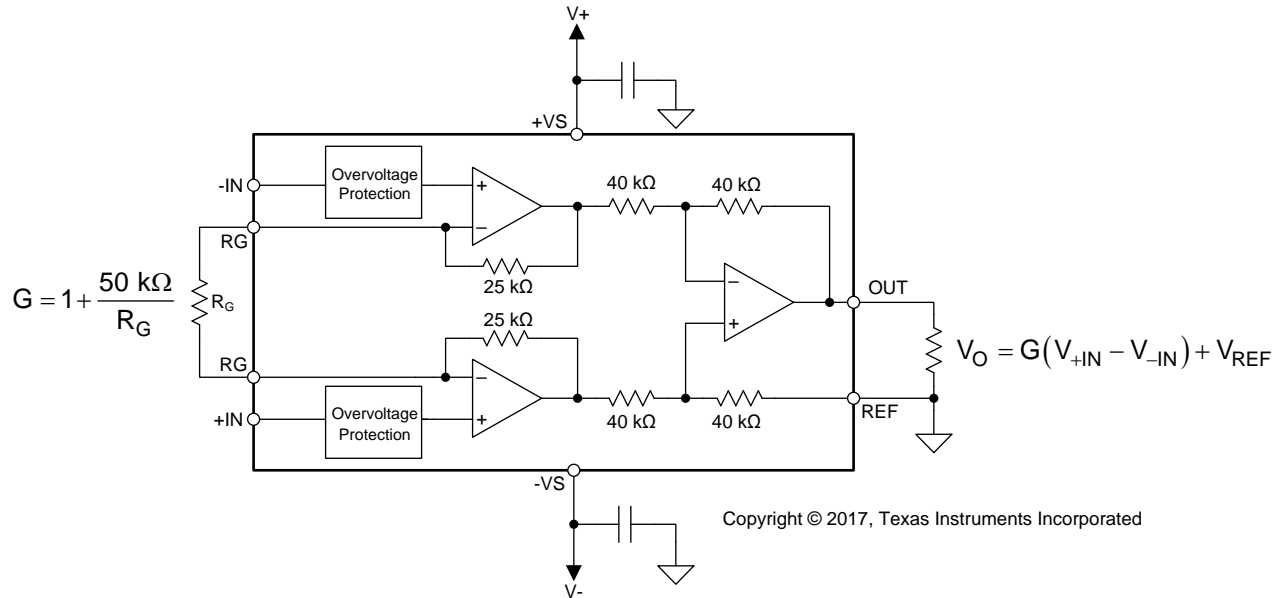 V+
+VS
-IN
Overvoltage
Protection
+
−
40 kΩ
40 kΩ
RG
25 kΩ
G = 1 + 50 kΩ / R_G
R_G
−
+
OUT
V_O = G(V_+IN − V_−IN) + V_REF
25 kΩ
RG
−
+
+IN
Overvoltage
Protection
40 kΩ
40 kΩ
REF
-VS
Copyright © 2017, Texas Instruments Incorporated
V-